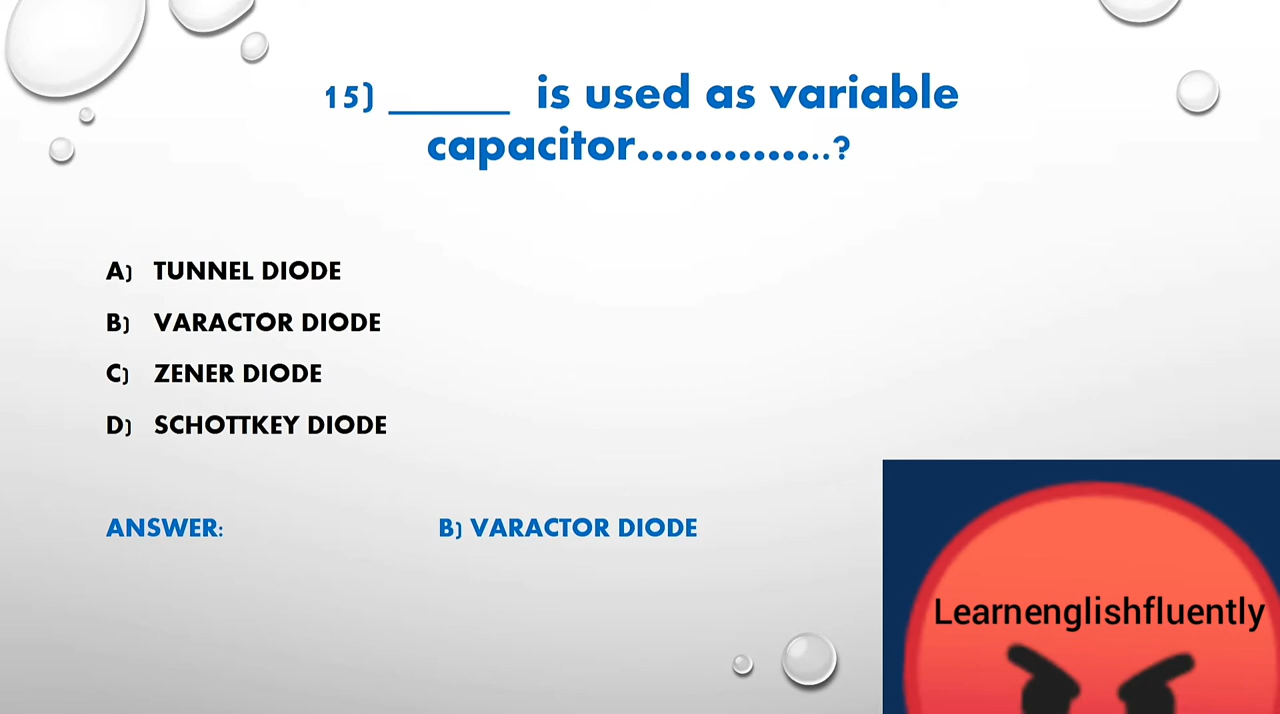 15) ______ is used as variable
capacitor................?
A) TUNNEL DIODE
B) VARACTOR DIODE
C) ZENER DIODE
D) SCHOTTKEY DIODE
ANSWER: B) VARACTOR DIODE
Learnenglishfluently